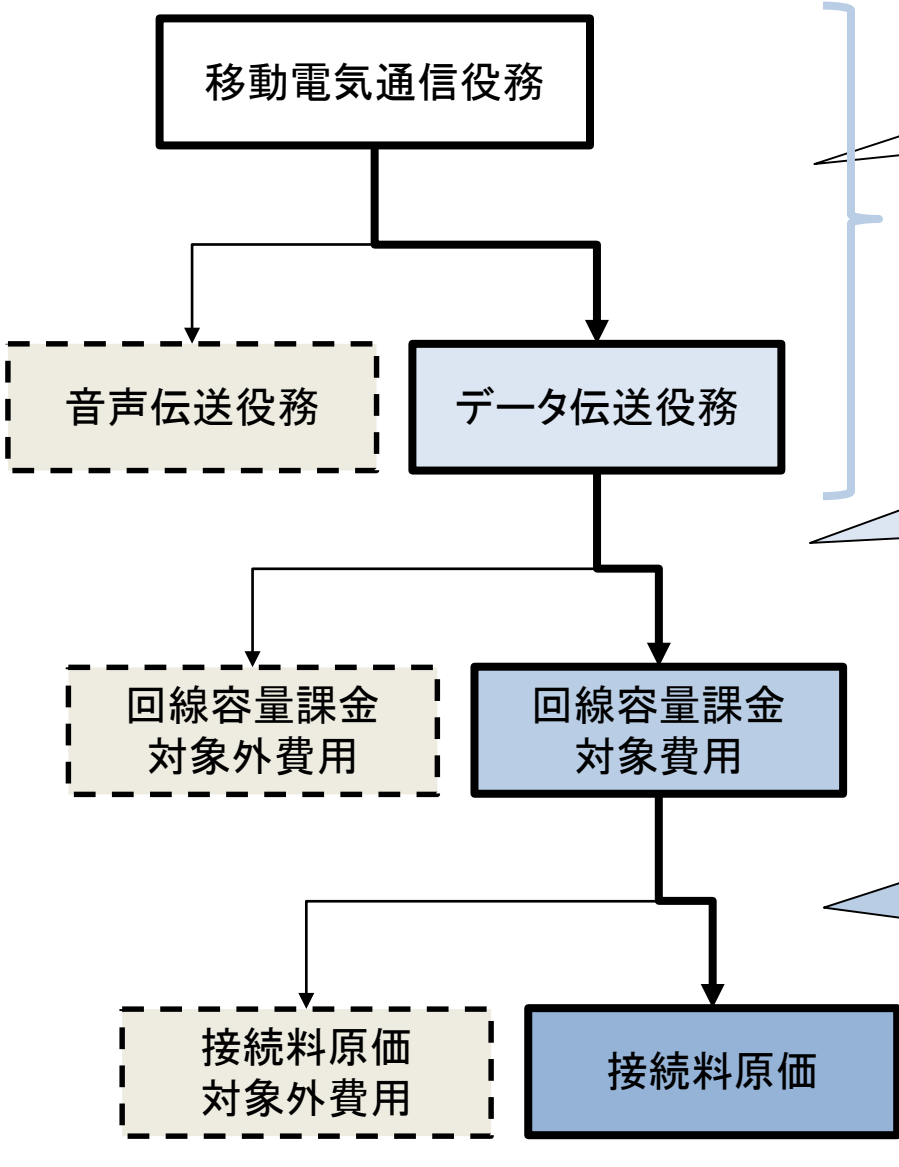 移動電気通信役務
音声伝送役務
データ伝送役務
回線容量課金
対象外費用
回線容量課金
対象費用
接続料原価
対象外費用
接続料原価